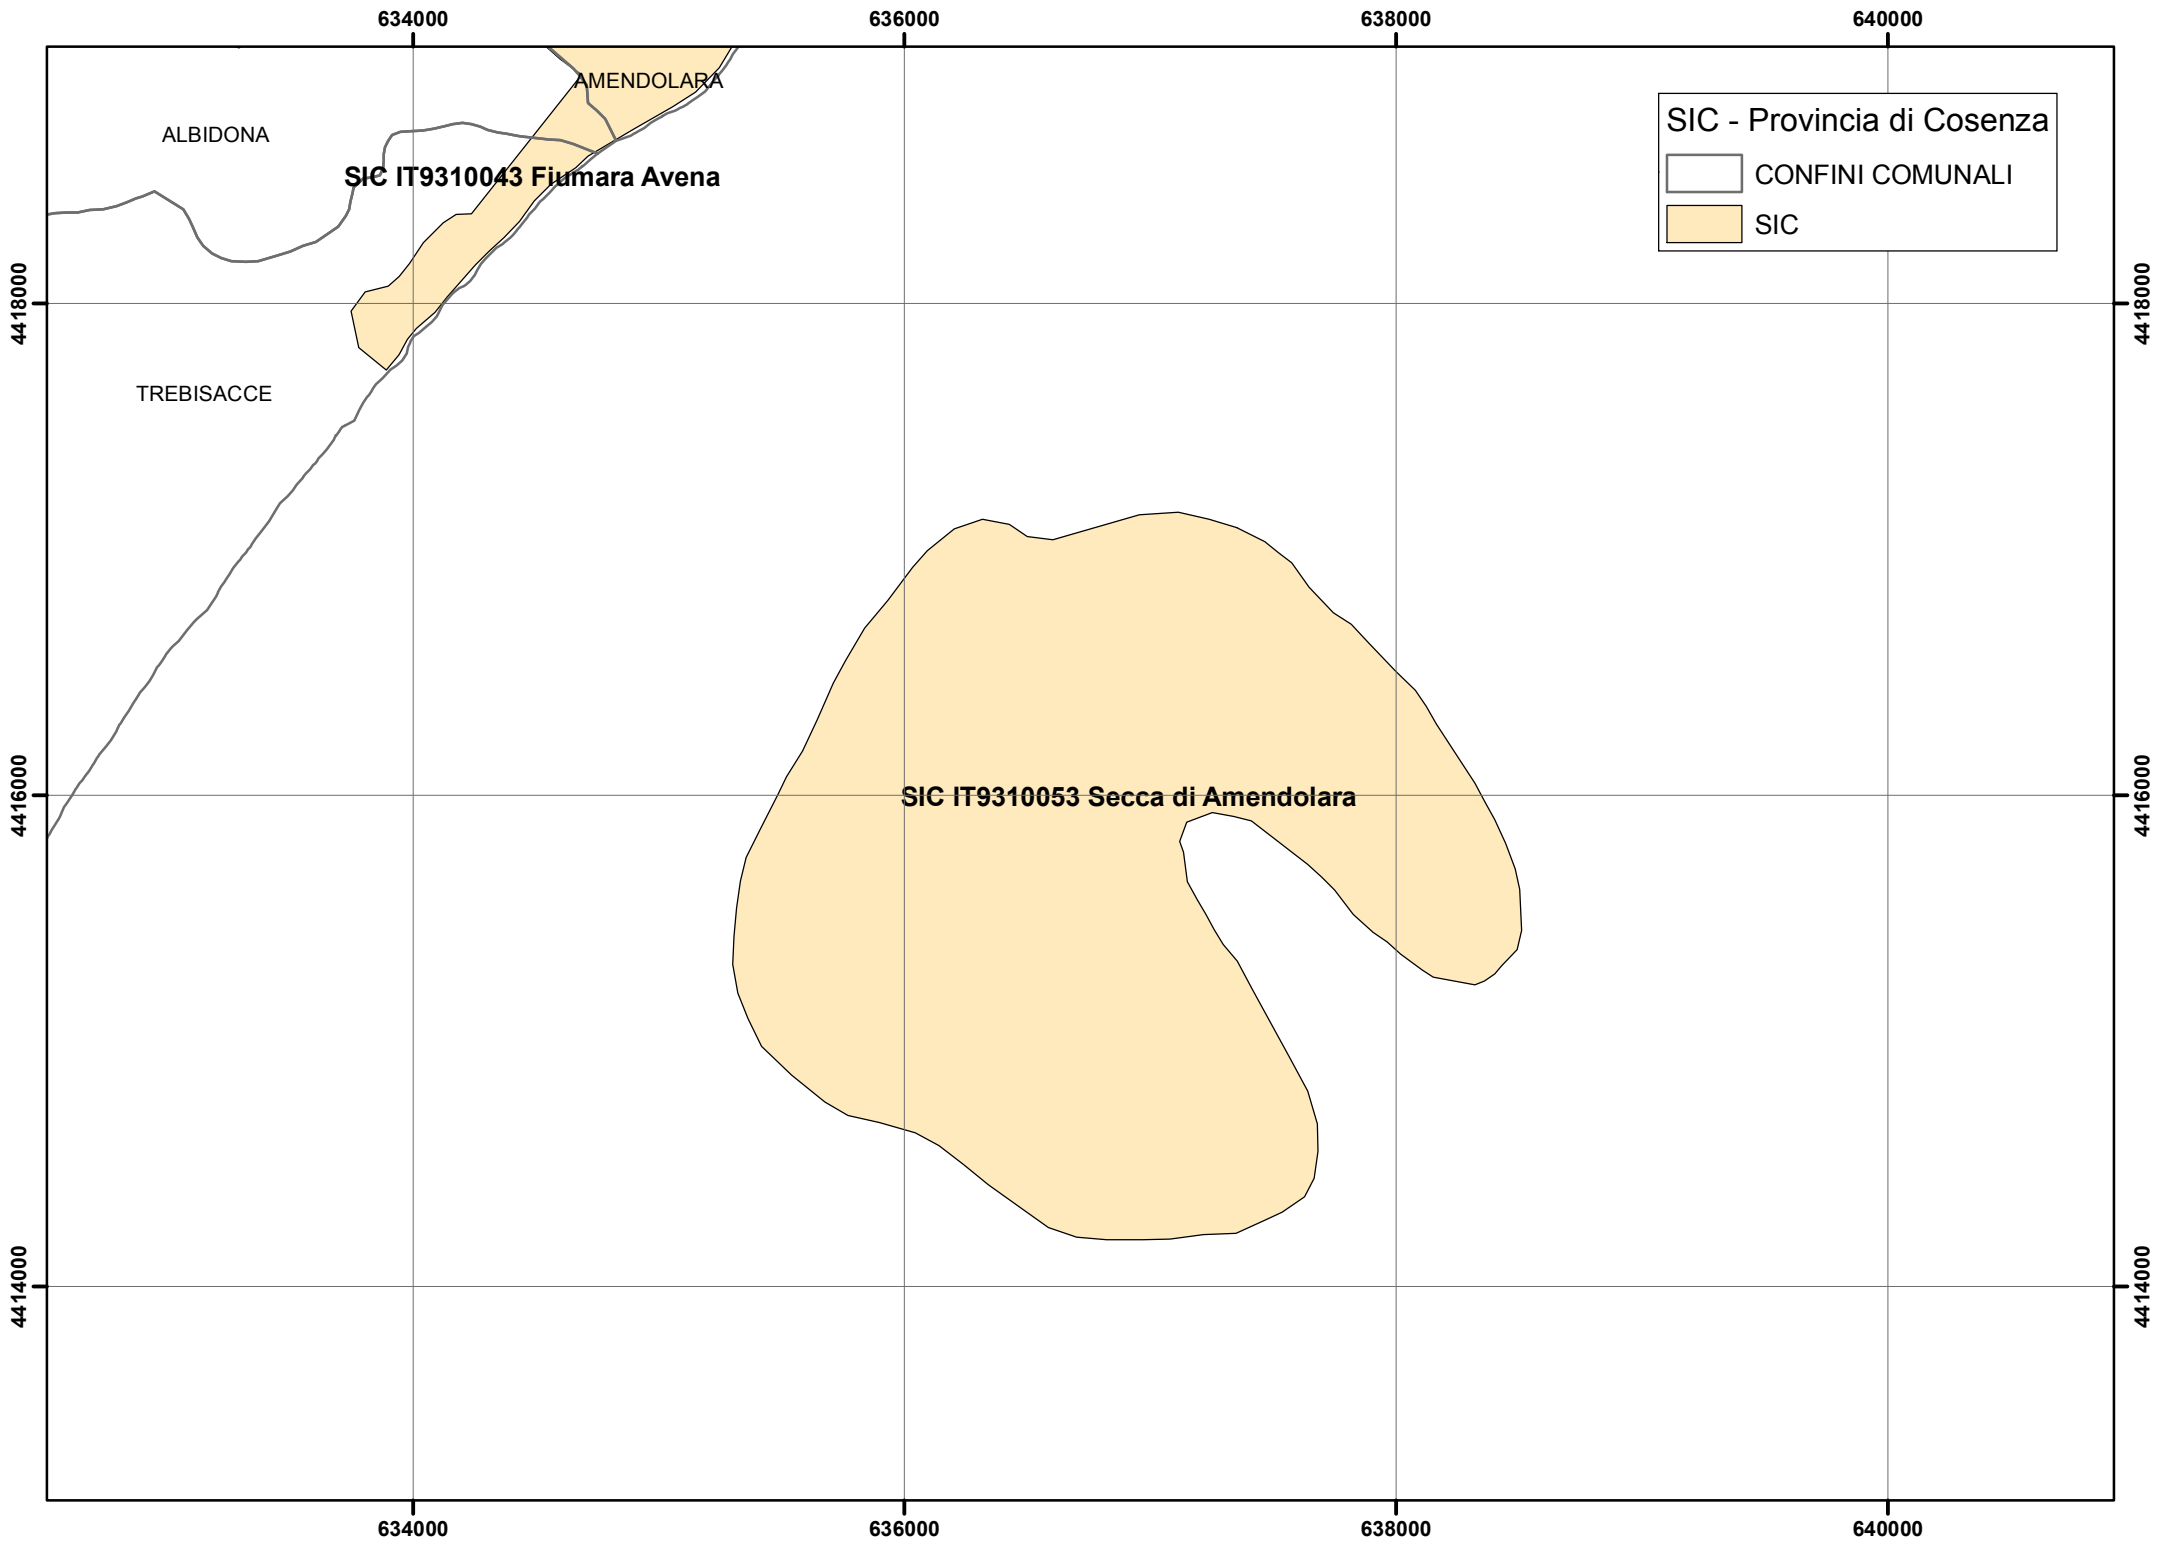 634000 636000 638000 640000
AMENDOLARA
ALBIDONA
SIC IT9310043 Fiumara Avena
SIC - Provincia di Cosenza
CONFINI COMUNALI
SIC
4418000 4418000
TREBISACCE
4416000 4416000
SIC IT9310053 Secca di Amendolara
4414000 4414000
634000 636000 638000 640000